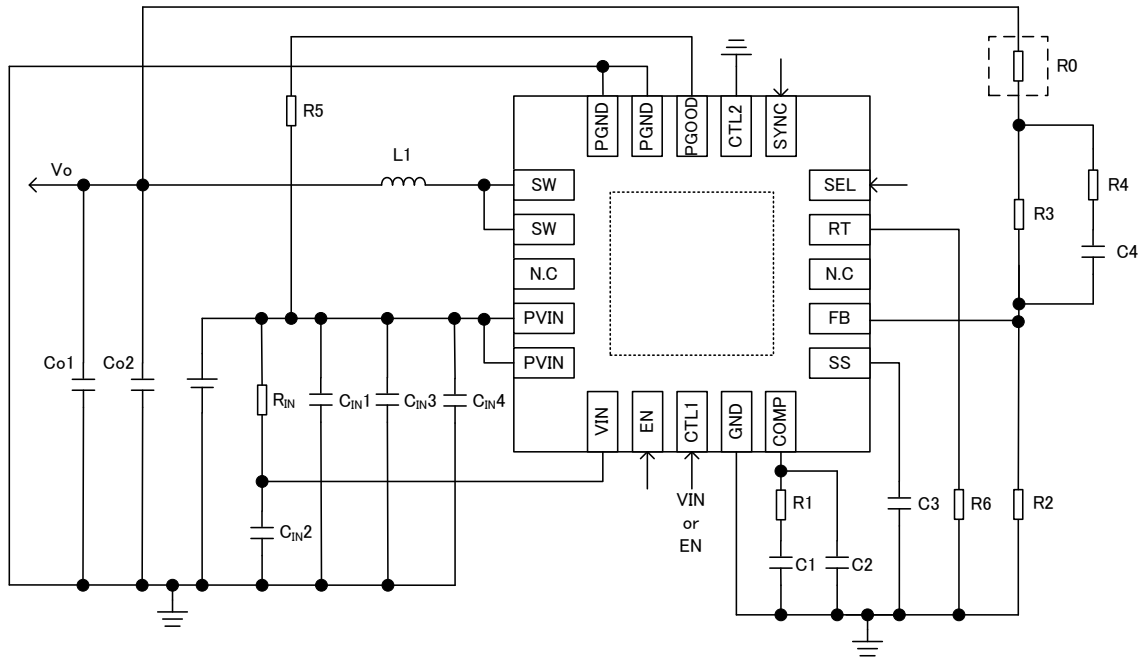 R0
R5
PGND
PGND
PGOOD
CTL2
SYNC
L1
Vo
SW
SEL
R4
SW
RT
R3
C4
N.C
N.C
PVIN
FB
Co1
Co2
PVIN
SS
RIN
CIN1
CIN3
CIN4
VIN
EN
CTL1
GND
COMP
CIN2
VIN
or
EN
R1
C3
R6
R2
C1
C2